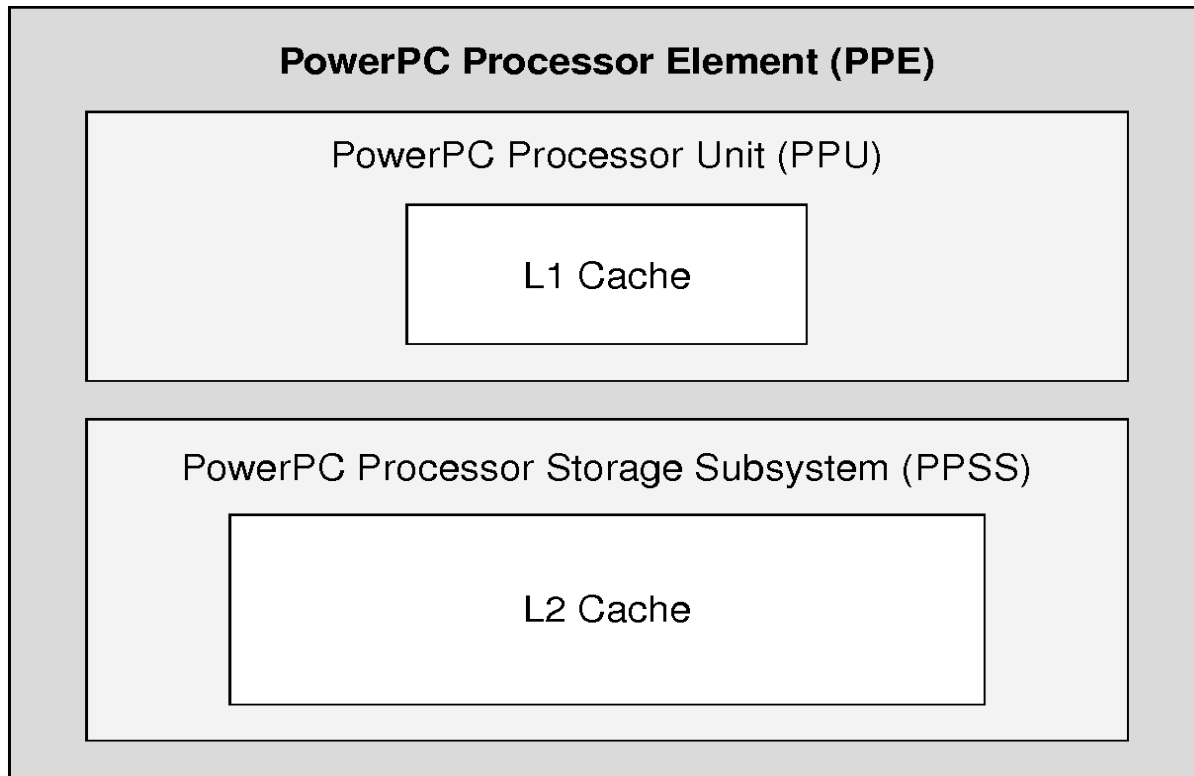 PowerPC Processor Element (PPE)
PowerPC Processor Unit (PPU)
L1 Cache
PowerPC Processor Storage Subsystem (PPSS)
L2 Cache